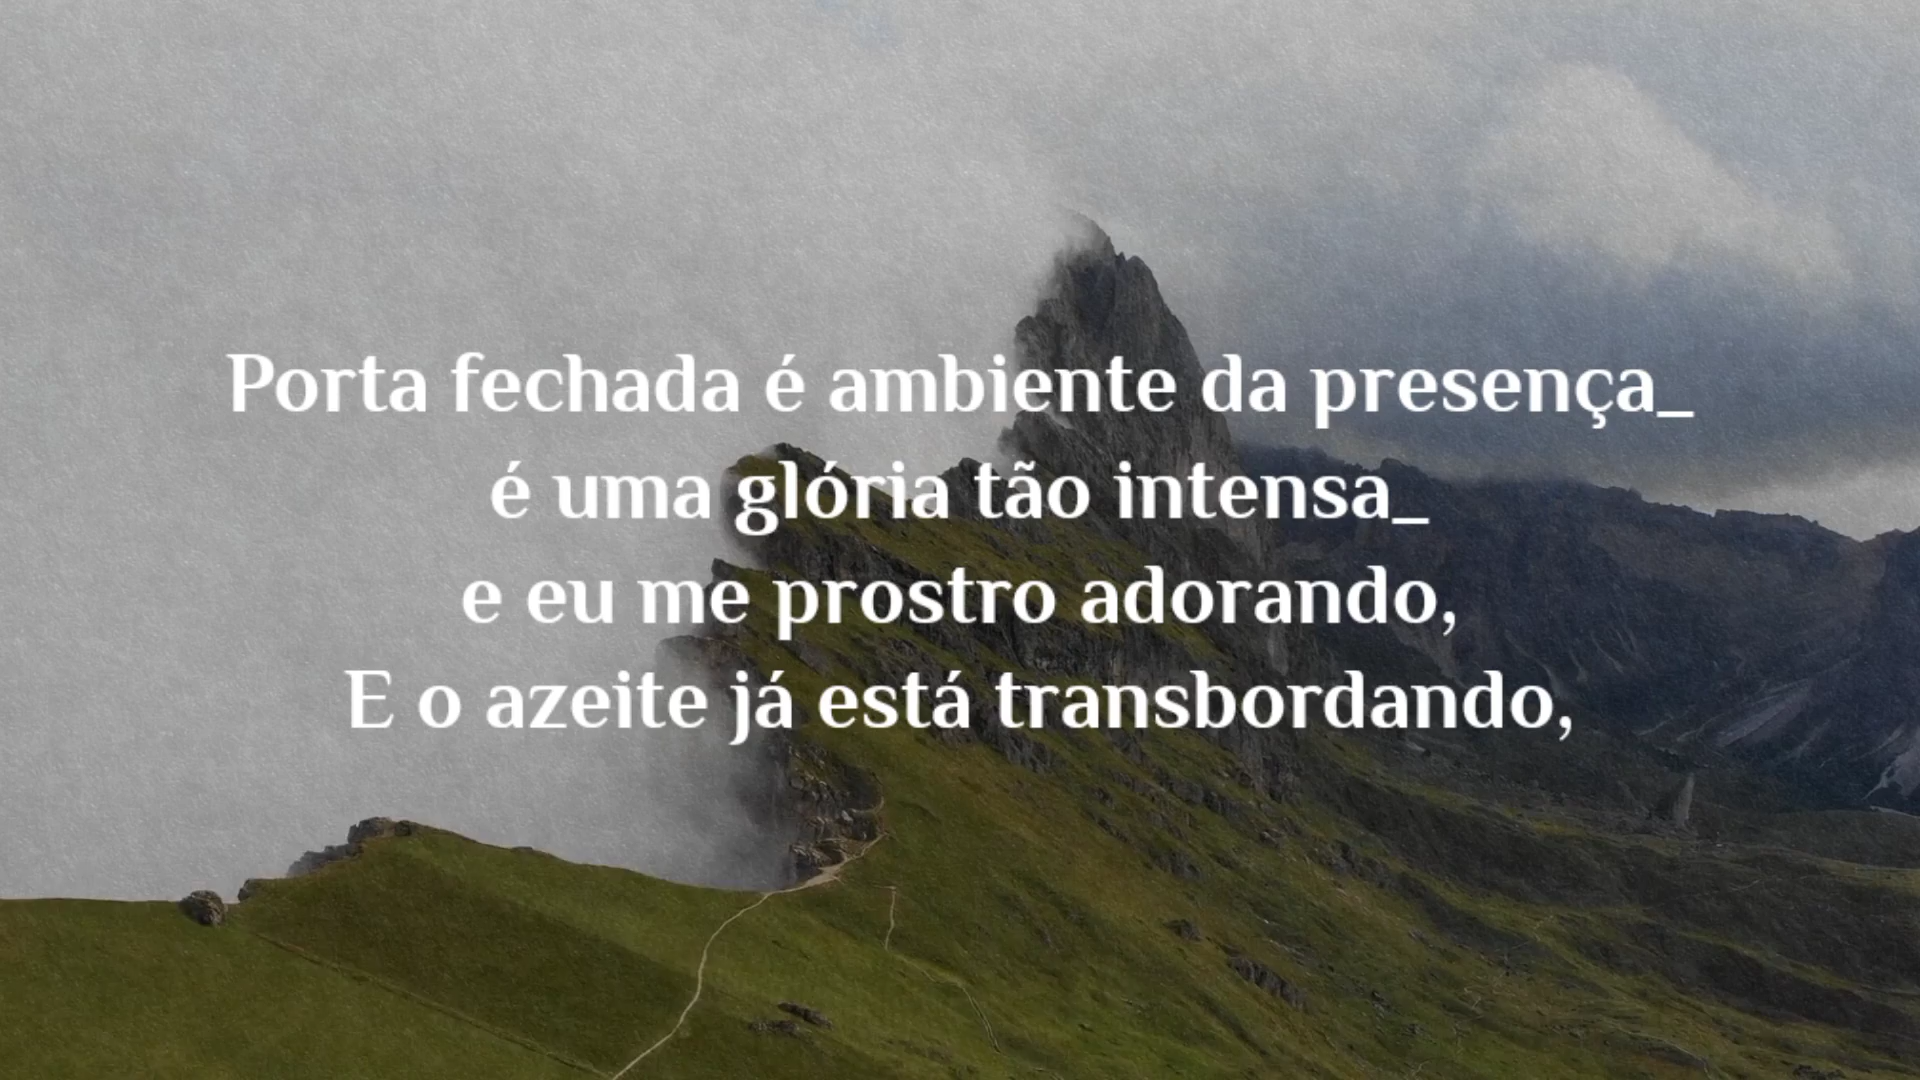 Porta fechada é ambiente da presença_
é uma glória tão intensa_
e eu me prostro adorando,
E o azeite já está transbordando,